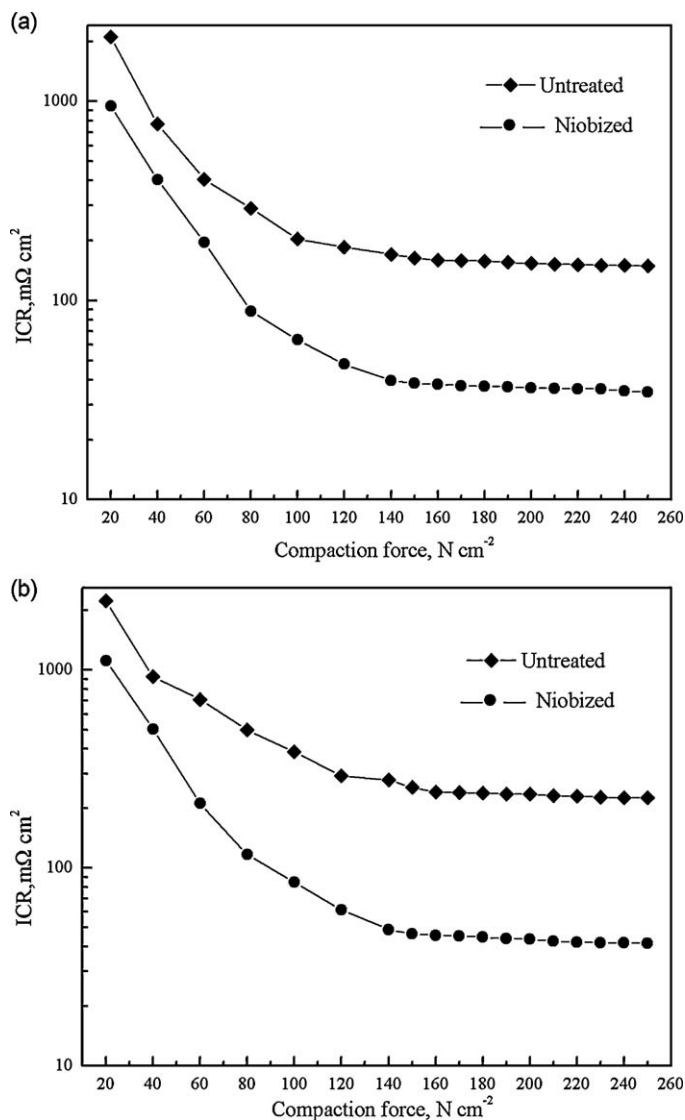 (a)
1000
100
10
ICR,mΩ cm²
Untreated
Niobized
20 40 60 80 100 120 140 160 180 200 220 240 260
Compaction force, N cm⁻²
(b)
1000
100
10
ICR,mΩ cm²
Untreated
Niobized
20 40 60 80 100 120 140 160 180 200 220 240 260
Compaction force, N cm⁻²